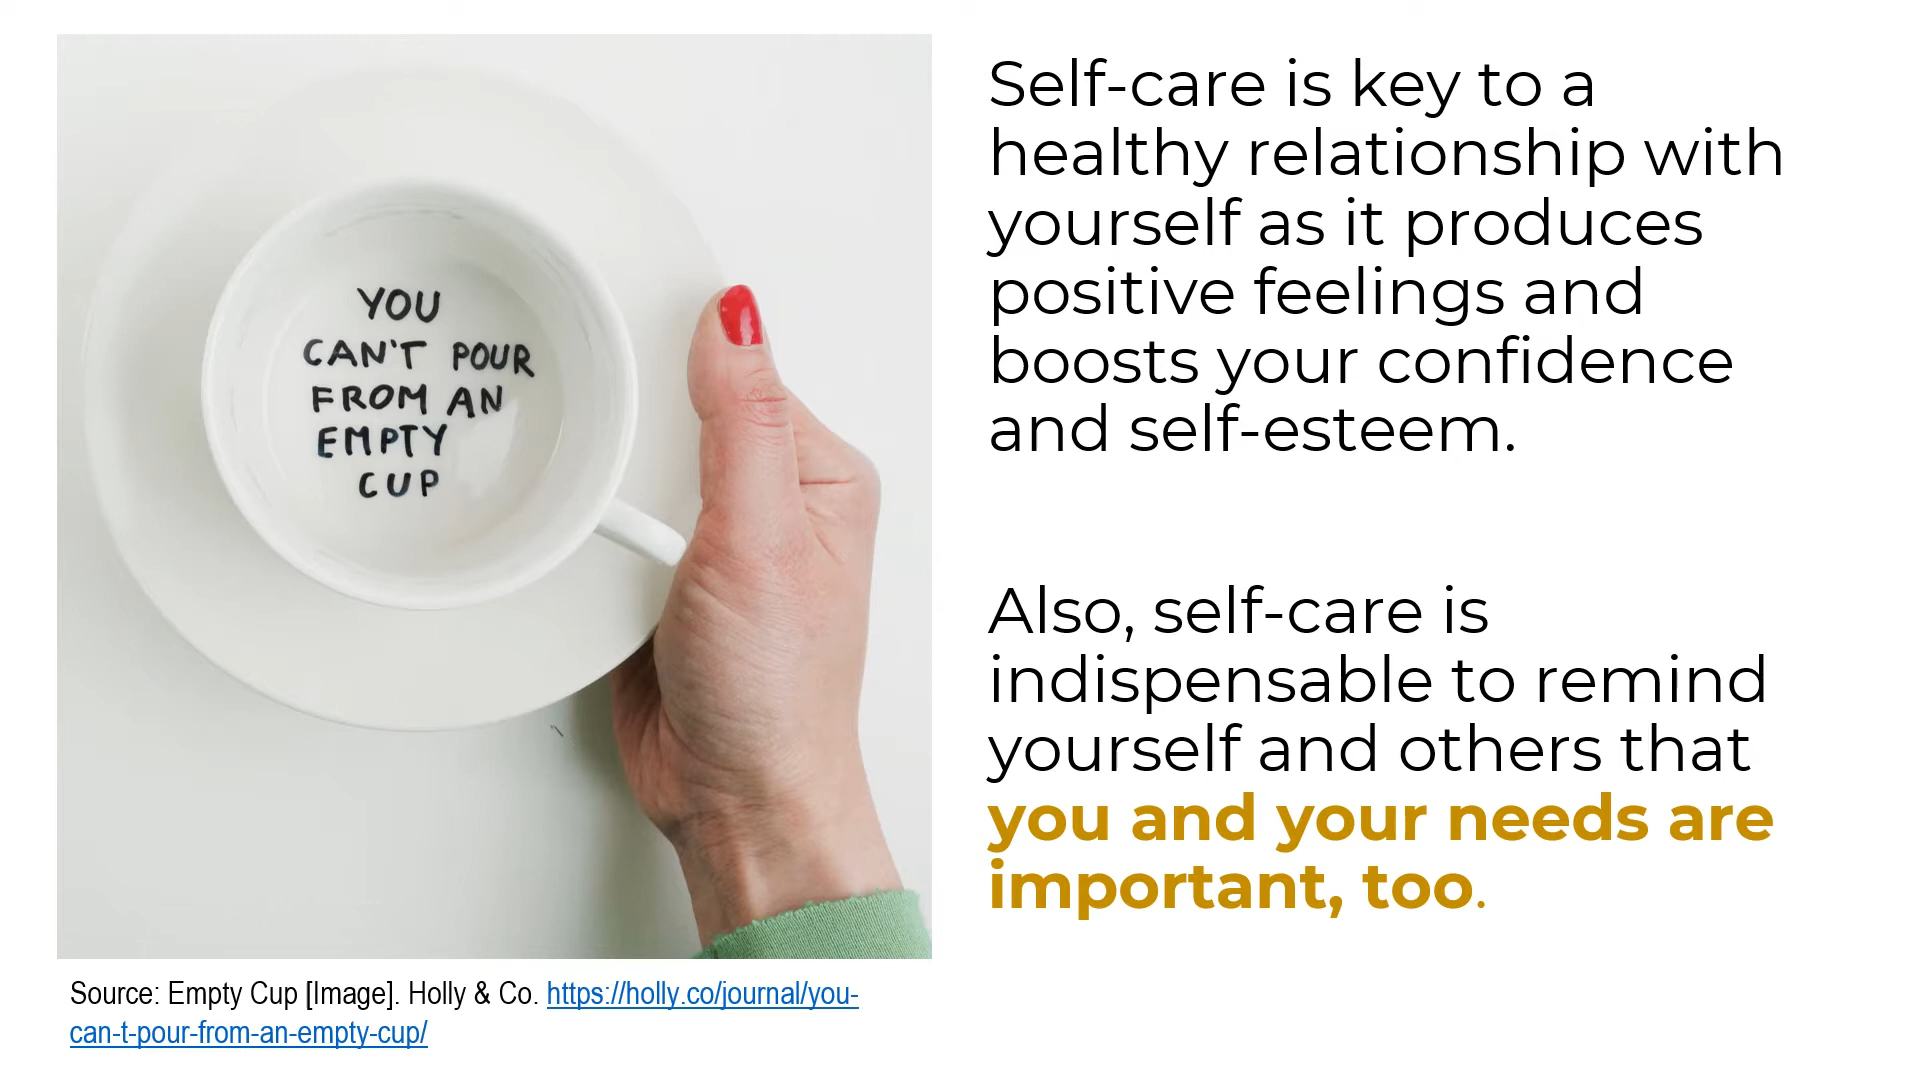 YOU
CAN'T POUR
FROM AN
EMPTY
CUP
Source: Empty Cup [Image]. Holly & Co. https://holly.co/journal/you-
can-t-pour-from-an-empty-cup/
Self-care is key to a
healthy relationship with
yourself as it produces
positive feelings and
boosts your confidence
and self-esteem.
Also, self-care is
indispensable to remind
yourself and others that
you and your needs are
important, too.